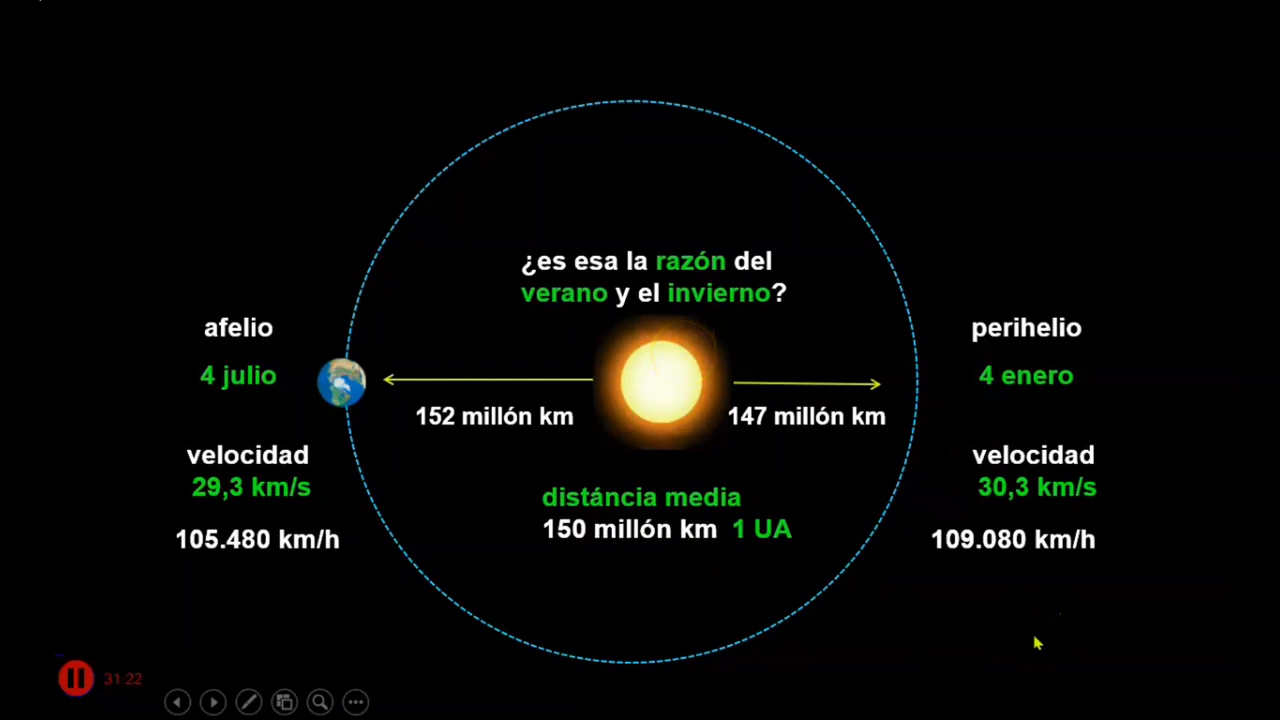 ¿es esa la razón del
verano y el invierno?
afelio
4 julio
velocidad
29,3 km/s
105.480 km/h
152 millón km
147 millón km
distáncia media
150 millón km 1 UA
perihelio
4 enero
velocidad
30,3 km/s
109.080 km/h
31:22